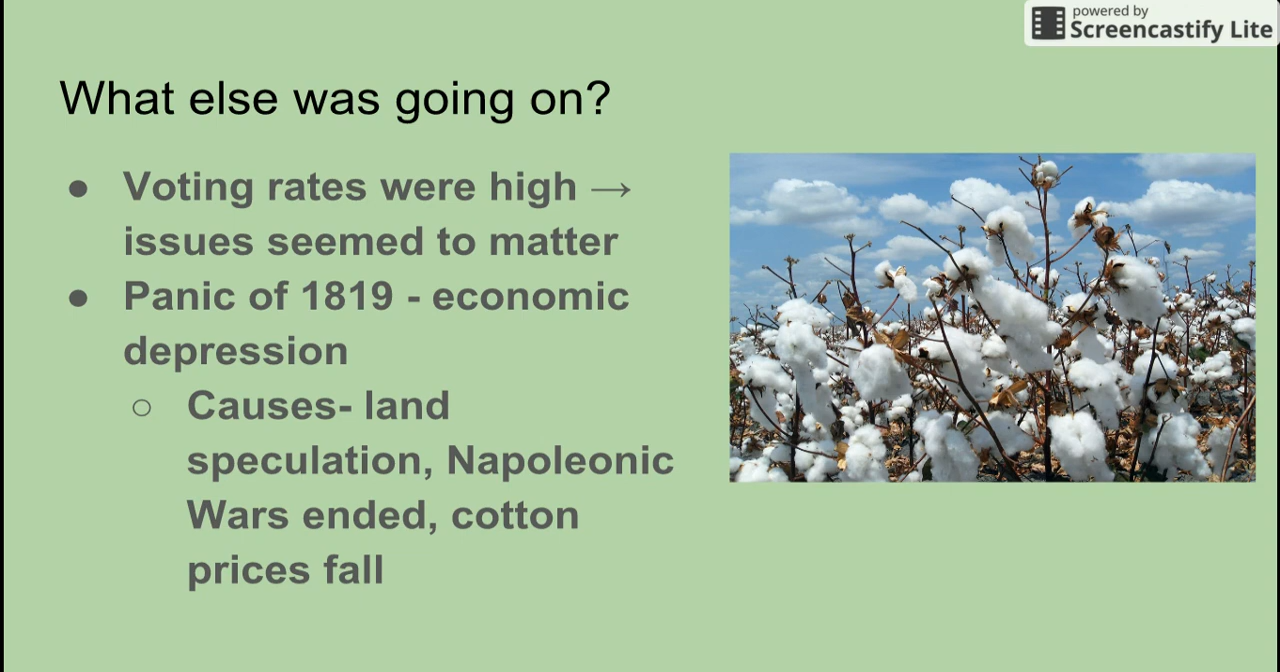 powered by
Screencastify Lite
What else was going on?
● Voting rates were high →
issues seemed to matter
● Panic of 1819 - economic
depression
○ Causes- land
speculation, Napoleonic
Wars ended, cotton
prices fall